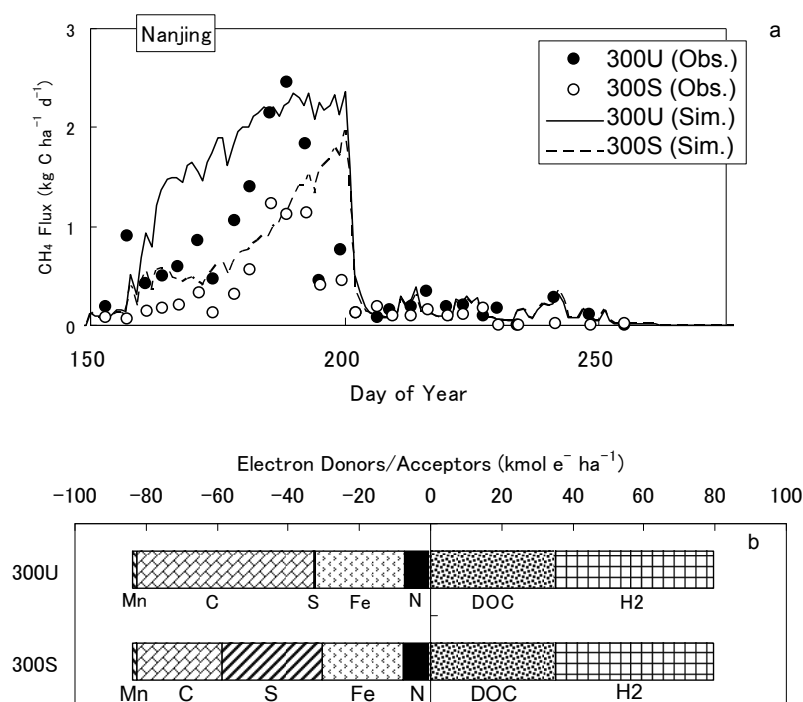 Nanjing
a
3
2
1
0
CH₄ Flux (kg C ha⁻¹ d⁻¹)
300U (Obs.)
300S (Obs.)
300U (Sim.)
300S (Sim.)
150 200 250
Day of Year
Electron Donors/Acceptors (kmol e⁻ ha⁻¹)
-100 -80 -60 -40 -20 0 20 40 60 80 100
b
300U
Mn C S Fe N DOC H2
300S
Mn C S Fe N DOC H2